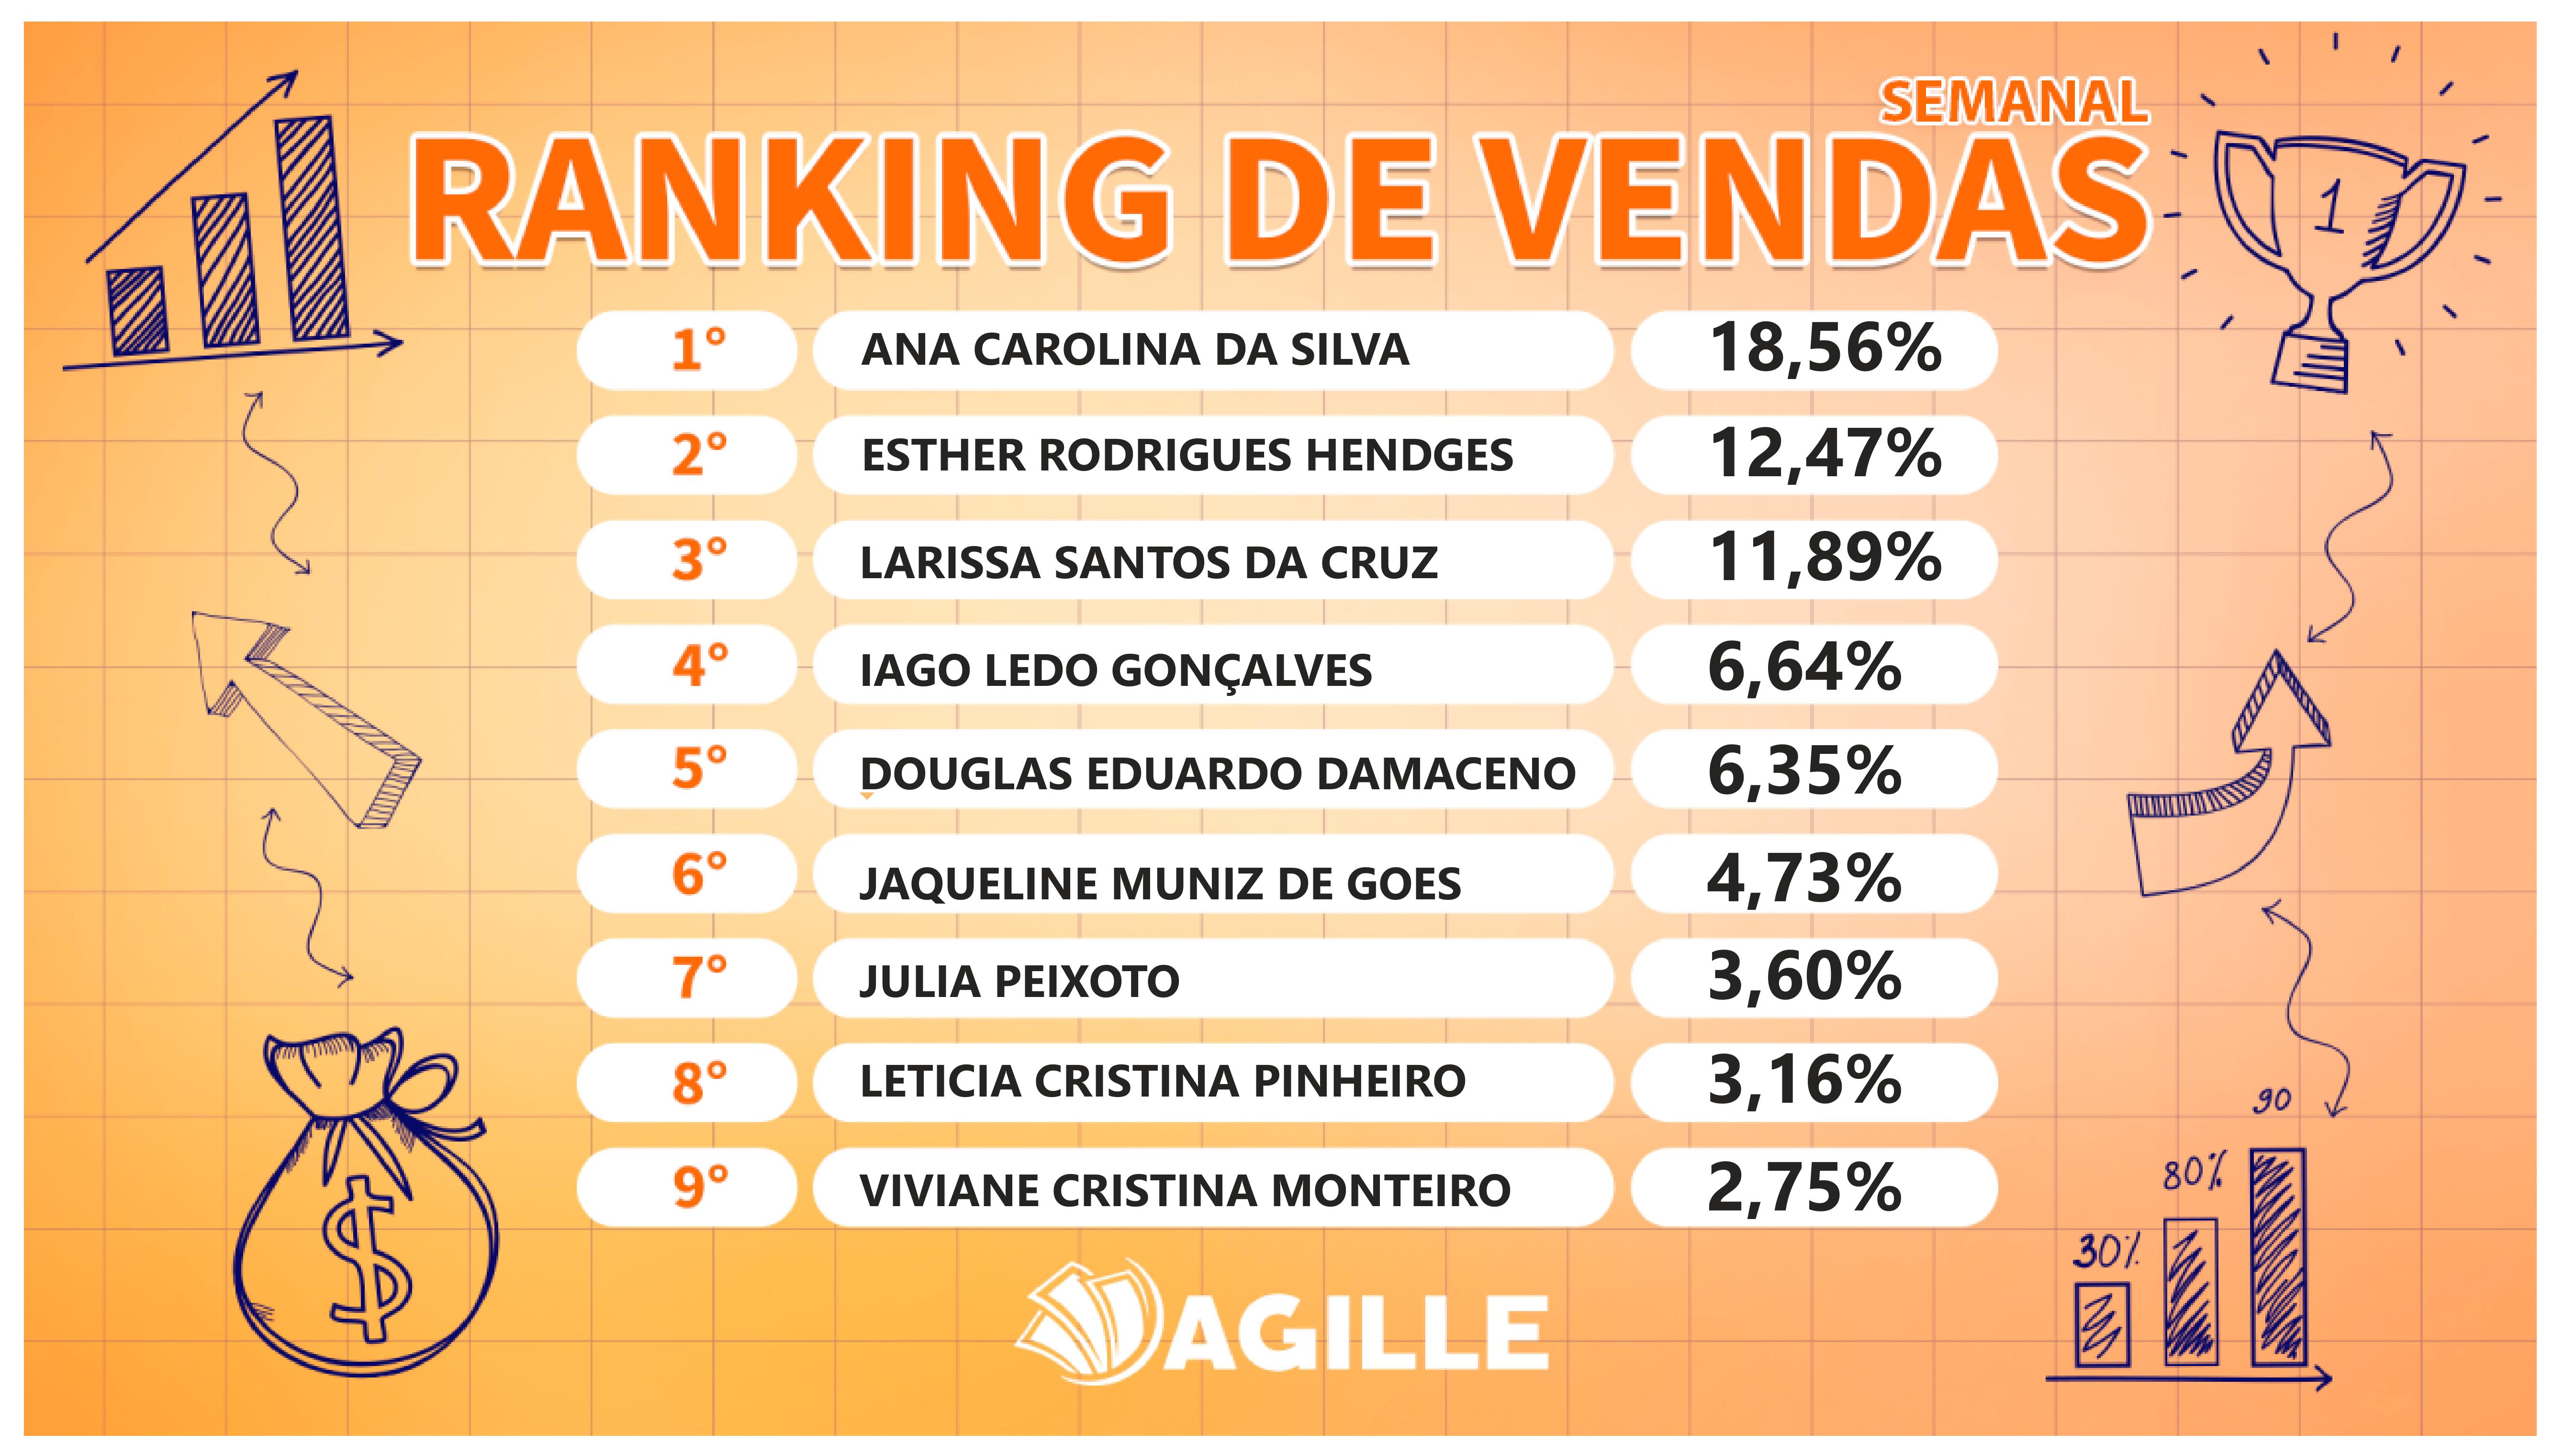 SEMANAL
RANKING DE VENDAS
1
1° ANA CAROLINA DA SILVA 18,56%
2° ESTHER RODRIGUES HENDGES 12,47%
3° LARISSA SANTOS DA CRUZ 11,89%
4° IAGO LEDO GONÇALVES 6,64%
5° DOUGLAS EDUARDO DAMACENO 6,35%
6° JAQUELINE MUNIZ DE GOES 4,73%
7° JULIA PEIXOTO 3,60%
8° LETICIA CRISTINA PINHEIRO 3,16%
9° VIVIANE CRISTINA MONTEIRO 2,75%
$
30%
80%
90
AGILLE